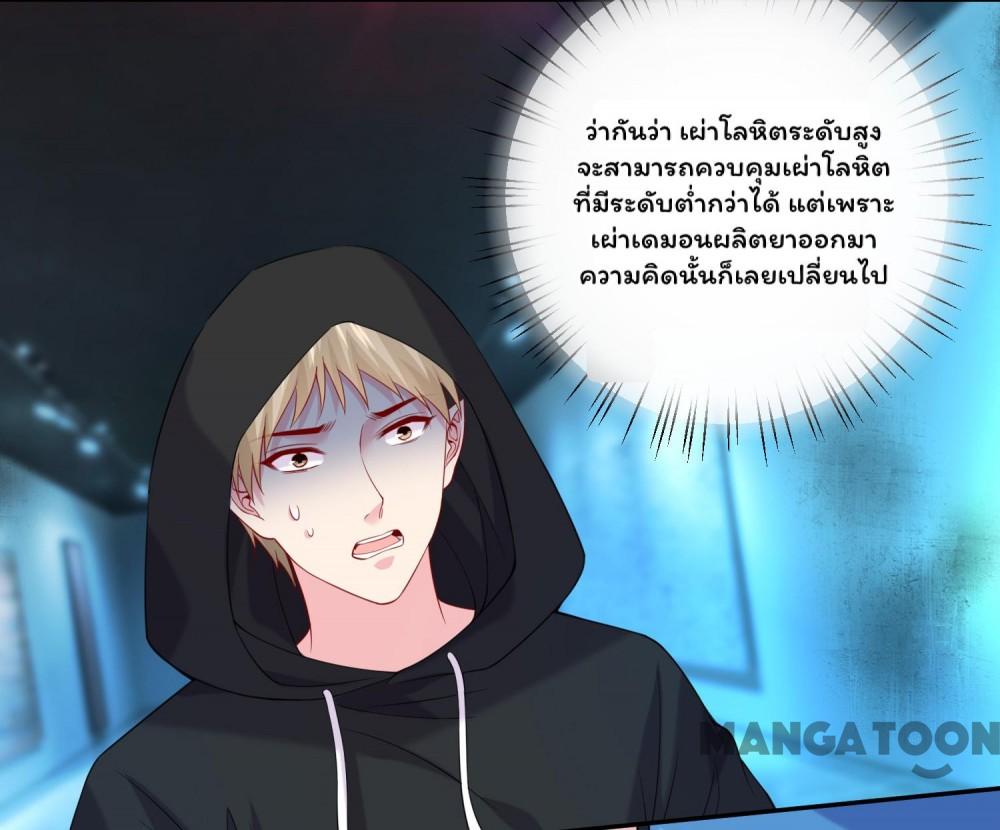 ว่ากันว่า เผ่าโลหิตระดับสูง
จะสามารถควบคุมเผ่าโลหิต
ที่มีระดับต่ำกว่าได้ แต่เพราะ
เผ่าเดมอนผลิตยาออกมา
ความคิดนั้นก็เลยเปลี่ยนไป
MANGATOON